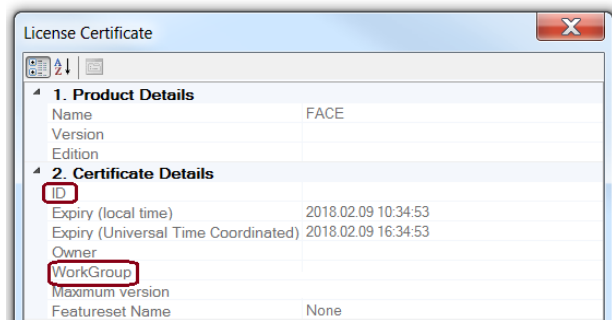 License Certificate
1. Product Details
Name FACE
Version
Edition
2. Certificate Details
ID
Expiry (local time) 2018.02.09 10:34:53
Expiry (Universal Time Coordinated) 2018.02.09 16:34:53
Owner
WorkGroup
Maximum version
Featureset Name None